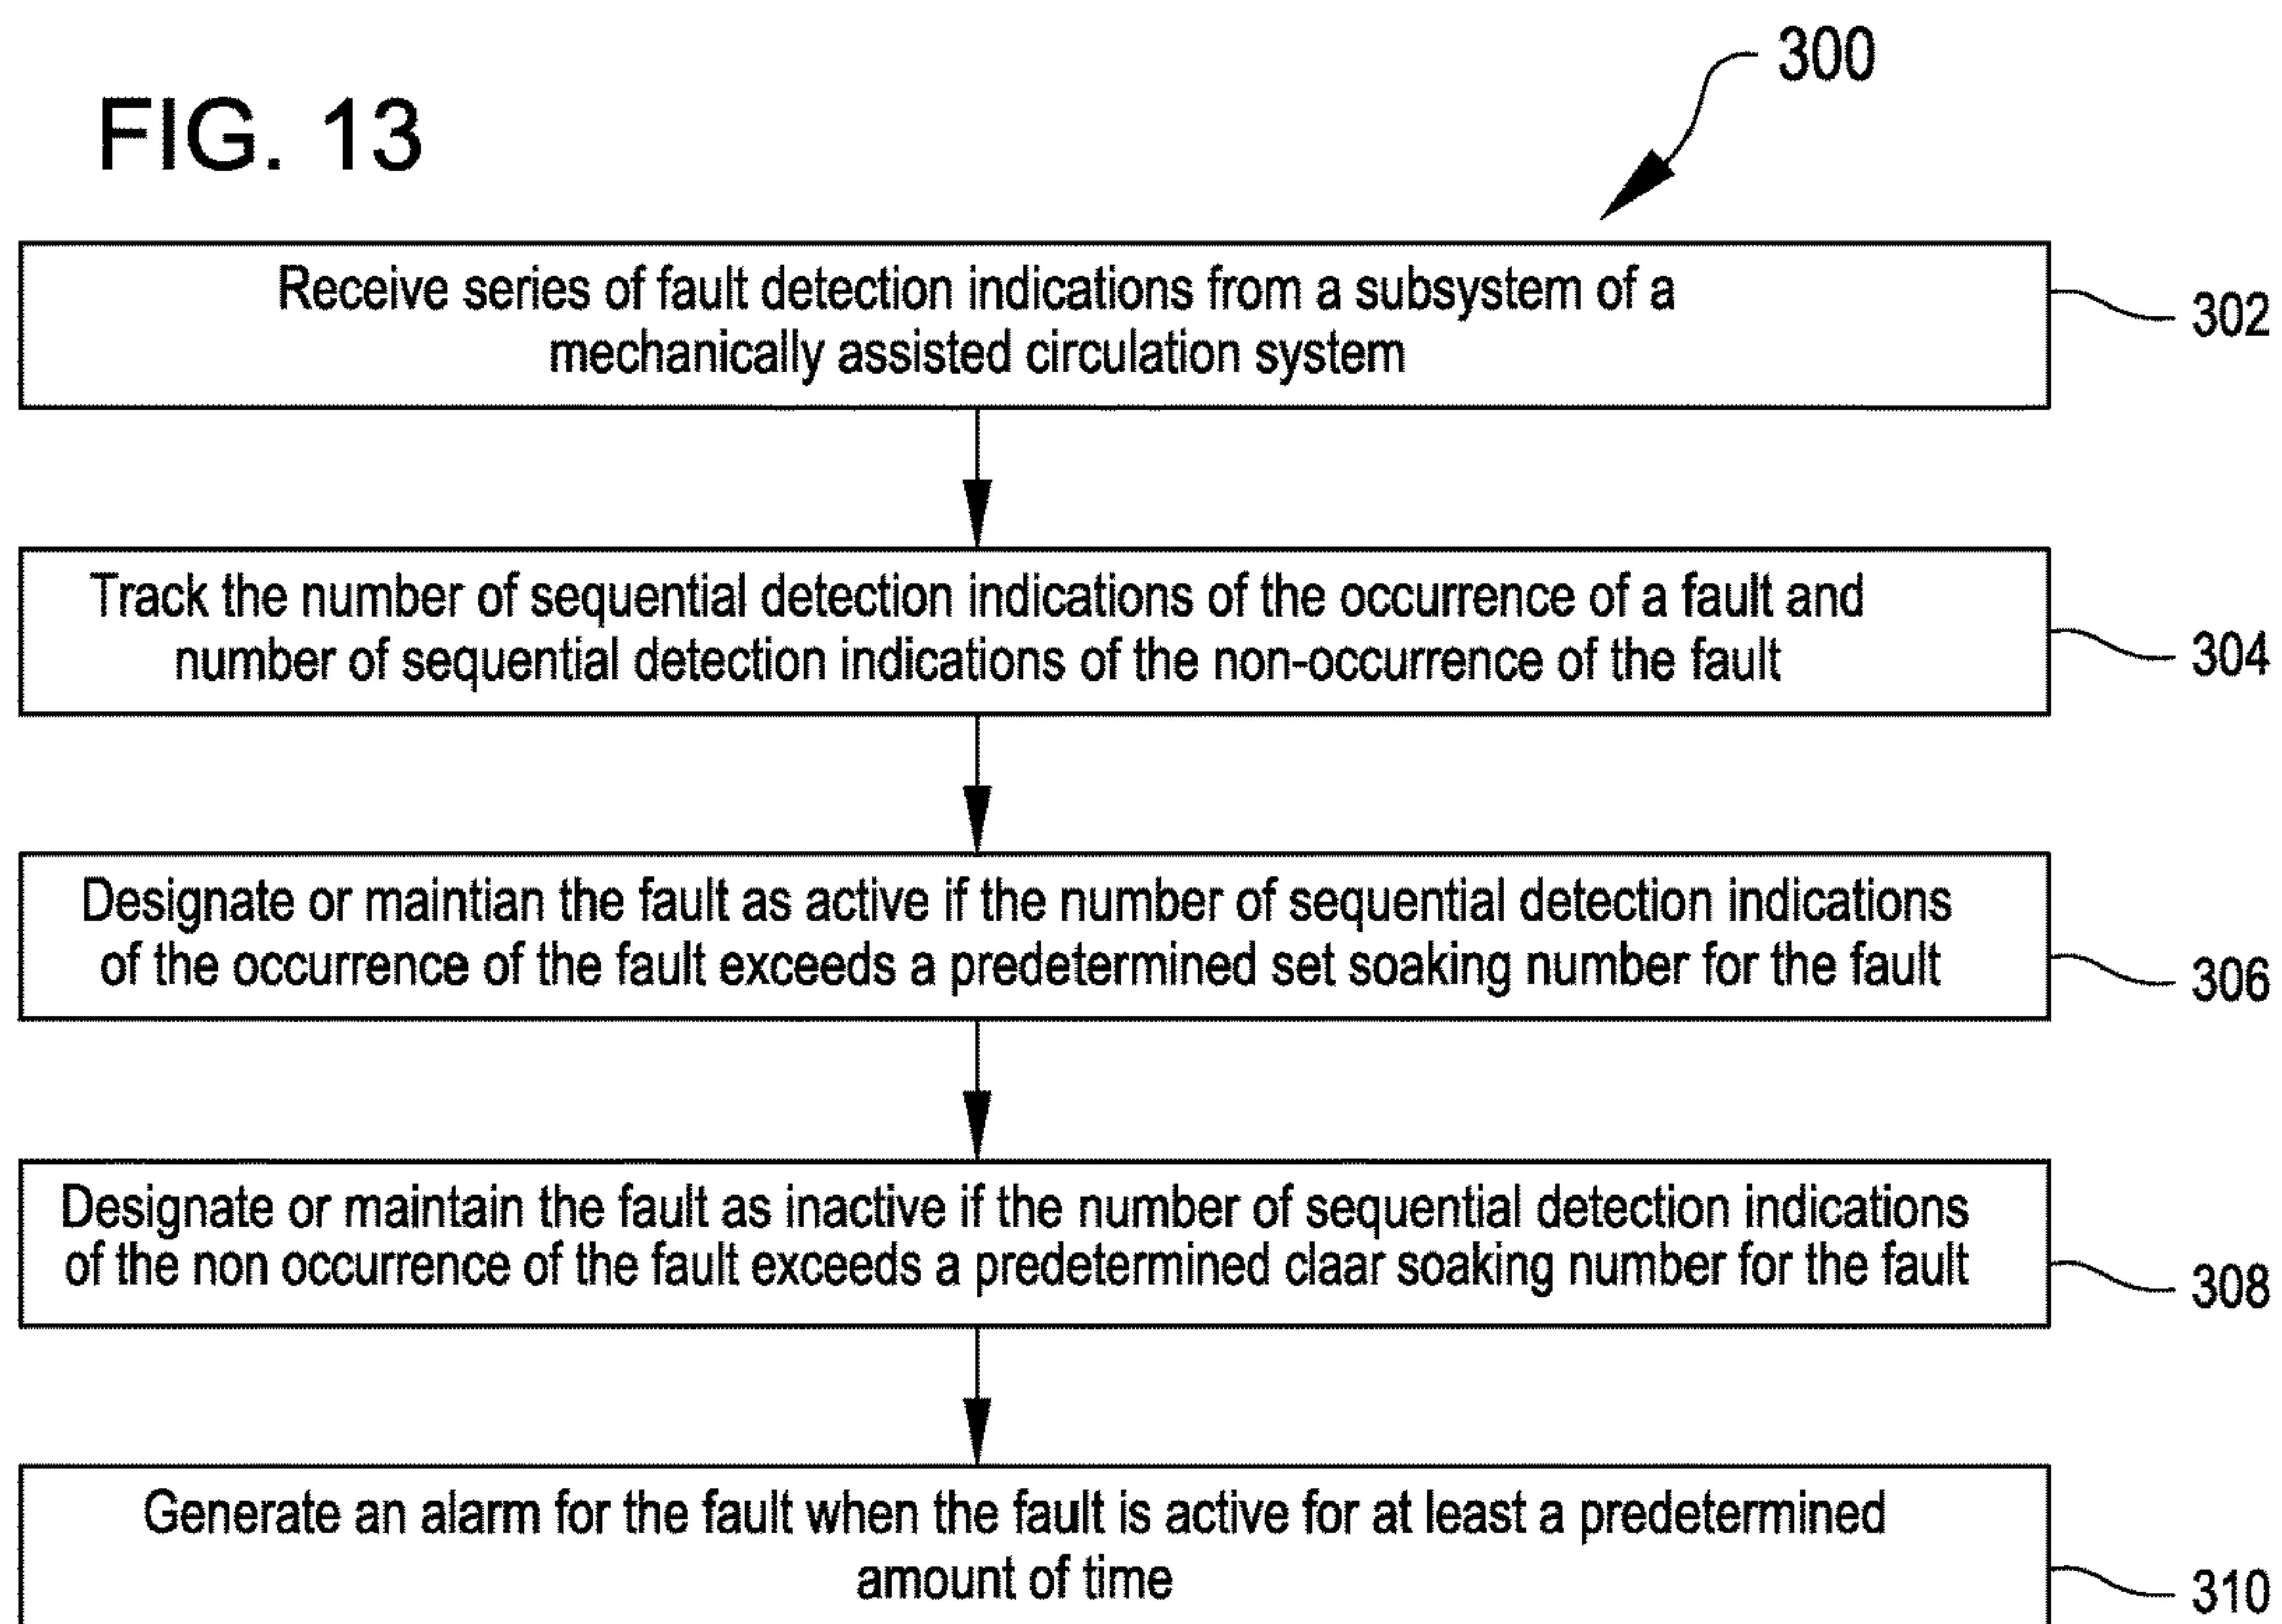 300
FIG. 13
Receive series of fault detection indications from a subsystem of a
mechanically assisted circulation system
302
Track the number of sequential detection indications of the occurrence of a fault and
number of sequential detection indications of the non-occurrence of the fault
304
Designate or maintian the fault as active if the number of sequential detection indications
of the occurrence of the fault exceeds a predetermined set soaking number for the fault
306
Designate or maintain the fault as inactive if the number of sequential detection indications
of the non occurrence of the fault exceeds a predetermined claar soaking number for the fault
308
Generate an alarm for the fault when the fault is active for at least a predetermined
amount of time
310